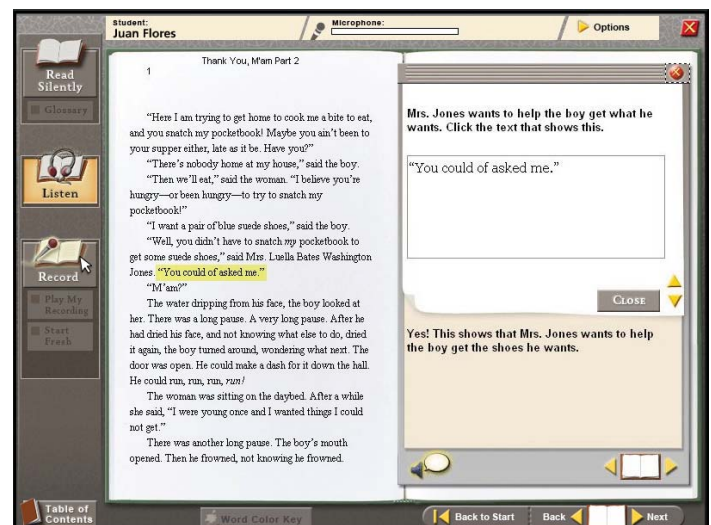 Student:
Juan Flores
Microphone:
Options
Read
Silently
Glossary
Listen
Record
Play My
Recording
Start
Fresh
Table of
Contents
Thank You, M'am Part 2
1
“Here I am trying to get home to cook me a bite to eat,
and you snatch my pocketbook! Maybe you ain’t been to
your supper either, late as it be. Have you?”
“There’s nobody home at my house,” said the boy.
“Then we’ll eat,” said the woman. “I believe you’re
hungry—or been hungry—to try to snatch my
pocketbook!”
“I want a pair of blue suede shoes,” said the boy.
“Well, you didn’t have to snatch my pocketbook to
get some suede shoes,” said Mrs. Luella Bates Washington
Jones. “You could of asked me.”
“M’am?”
The water dripping from his face, the boy looked at
her. There was a long pause. A very long pause. After he
had dried his face, and not knowing what else to do, dried
it again, the boy turned around, wondering what next. The
door was open. He could make a dash for it down the hall.
He could run, run, run, run!
The woman was sitting on the daybed. After a while
she said, “I were young once and I wanted things I could
not get.”
There was another long pause. The boy’s mouth
opened. Then he frowned, not knowing he frowned.
Mrs. Jones wants to help the boy get what he
wants. Click the text that shows this.
“You could of asked me.”
CLOSE
Yes! This shows that Mrs. Jones wants to help
the boy get the shoes he wants.
Word Color Key
Back to Start
Back
Next